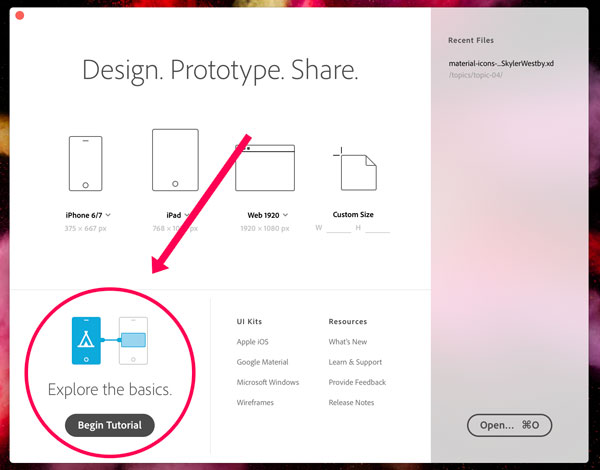 Design. Prototype. Share.
iPhone 6/7
375 × 667 px
iPad
768 × 10 px
Web 1920
1920 × 1080 px
Custom Size
W H
Explore the basics.
Begin Tutorial
UI Kits
Apple iOS
Google Material
Microsoft Windows
Wireframes
Resources
What's New
Learn & Support
Provide Feedback
Release Notes
Recent Files
material-icons-...SkylerWestby.xd
/topics/topic-04/
Open... ⌘O